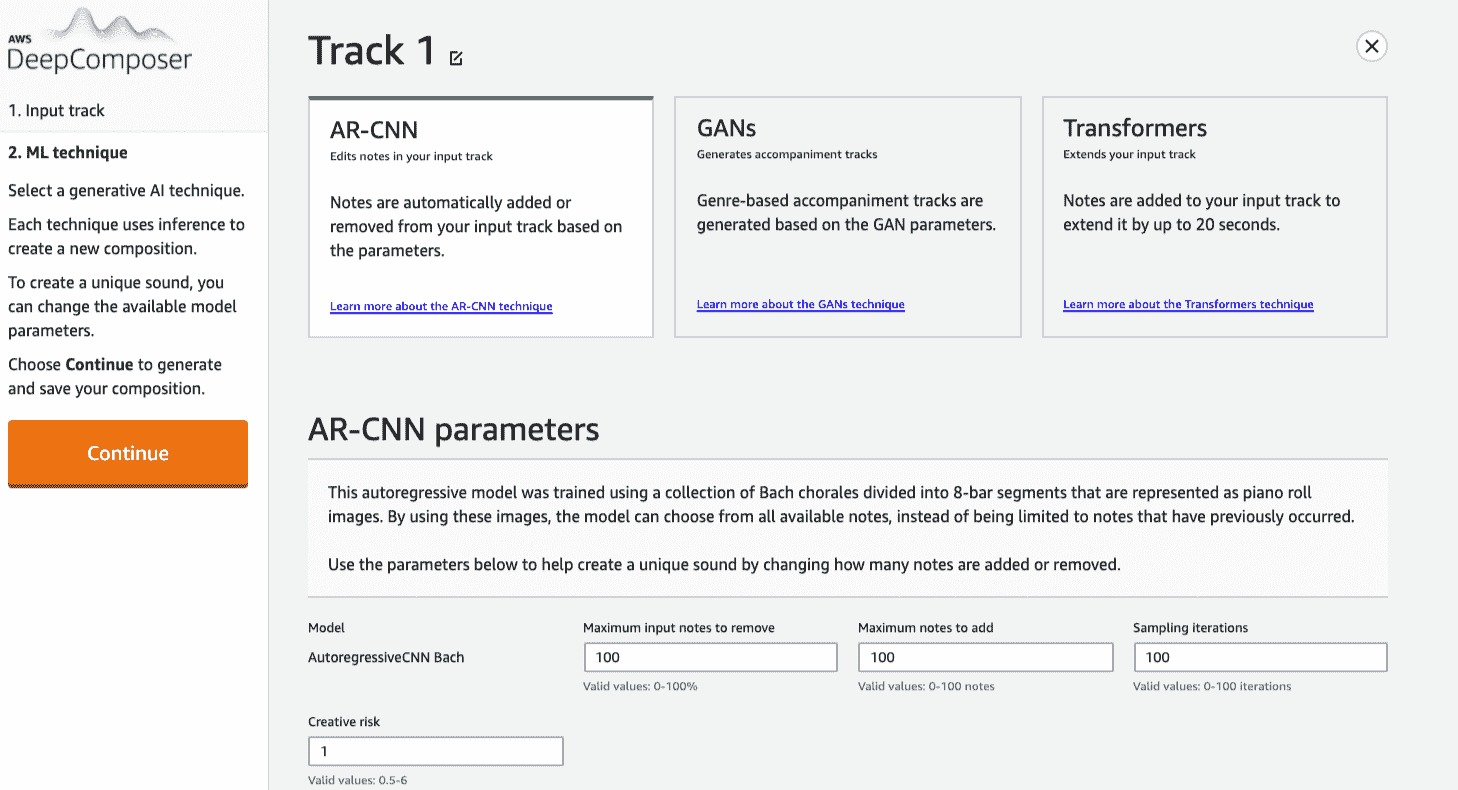 AWS
DeepComposer
1. Input track
2. ML technique
Select a generative AI technique.
Each technique uses inference to
create a new composition.
To create a unique sound, you
can change the available model
parameters.
Choose Continue to generate
and save your composition.
Continue
Track 1
AR-CNN
Edits notes in your input track
Notes are automatically added or
removed from your input track based on
the parameters.
Learn more about the AR-CNN technique
GANs
Generates accompaniment tracks
Genre-based accompaniment tracks are
generated based on the GAN parameters.
Learn more about the GANs technique
Transformers
Extends your input track
Notes are added to your input track to
extend it by up to 20 seconds.
Learn more about the Transformers technique
AR-CNN parameters
This autoregressive model was trained using a collection of Bach chorales divided into 8-bar segments that are represented as piano roll
images. By using these images, the model can choose from all available notes, instead of being limited to notes that have previously occurred.
Use the parameters below to help create a unique sound by changing how many notes are added or removed.
Model
AutoregressiveCNN Bach
Maximum input notes to remove
100
Valid values: 0-100%
Maximum notes to add
100
Valid values: 0-100 notes
Sampling iterations
100
Valid values: 0-100 iterations
Creative risk
1
Valid values: 0.5-6